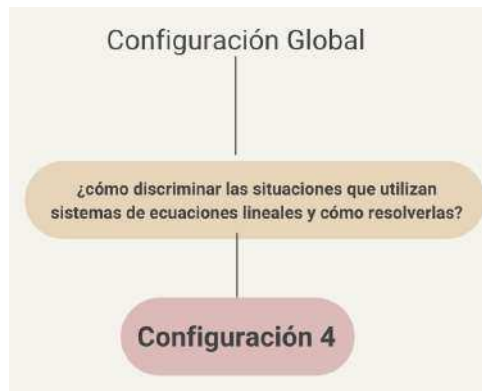 Configuración Global
¿cómo discriminar las situaciones que utilizan
sistemas de ecuaciones lineales y cómo resolverlas?
Configuración 4